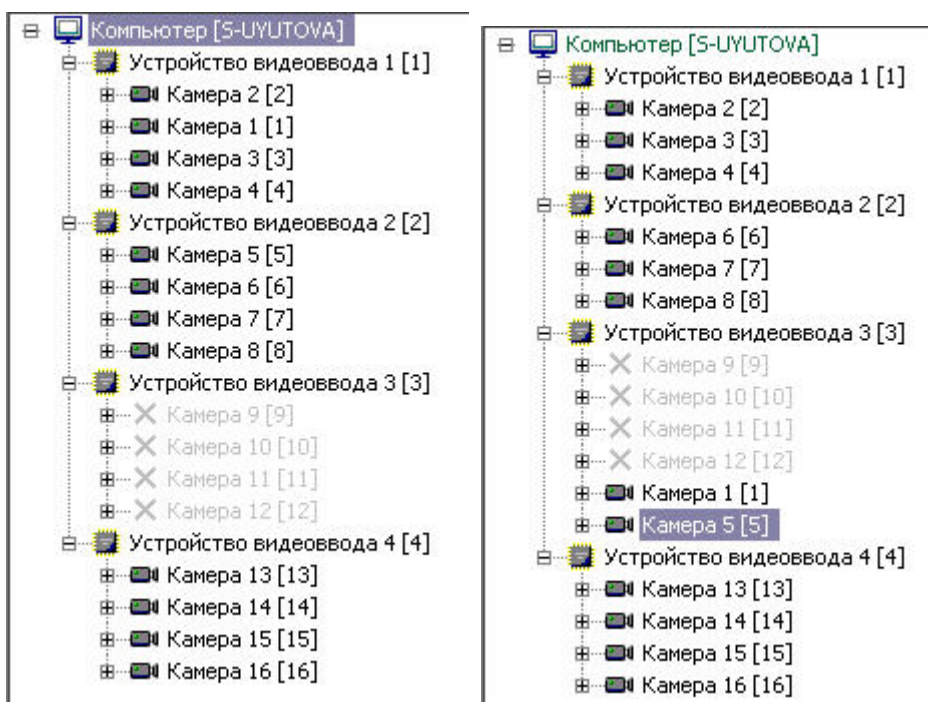 Компьютер [S-UYUTOVA]
Устройство видеоввода 1 [1]
Камера 2 [2]
Камера 1 [1]
Камера 3 [3]
Камера 4 [4]
Устройство видеоввода 2 [2]
Камера 5 [5]
Камера 6 [6]
Камера 7 [7]
Камера 8 [8]
Устройство видеоввода 3 [3]
Камера 9 [9]
Камера 10 [10]
Камера 11 [11]
Камера 12 [12]
Устройство видеоввода 4 [4]
Камера 13 [13]
Камера 14 [14]
Камера 15 [15]
Камера 16 [16]
Компьютер [S-UYUTOVA]
Устройство видеоввода 1 [1]
Камера 2 [2]
Камера 3 [3]
Камера 4 [4]
Устройство видеоввода 2 [2]
Камера 6 [6]
Камера 7 [7]
Камера 8 [8]
Устройство видеоввода 3 [3]
Камера 9 [9]
Камера 10 [10]
Камера 11 [11]
Камера 12 [12]
Камера 1 [1]
Камера 5 [5]
Устройство видеоввода 4 [4]
Камера 13 [13]
Камера 14 [14]
Камера 15 [15]
Камера 16 [16]